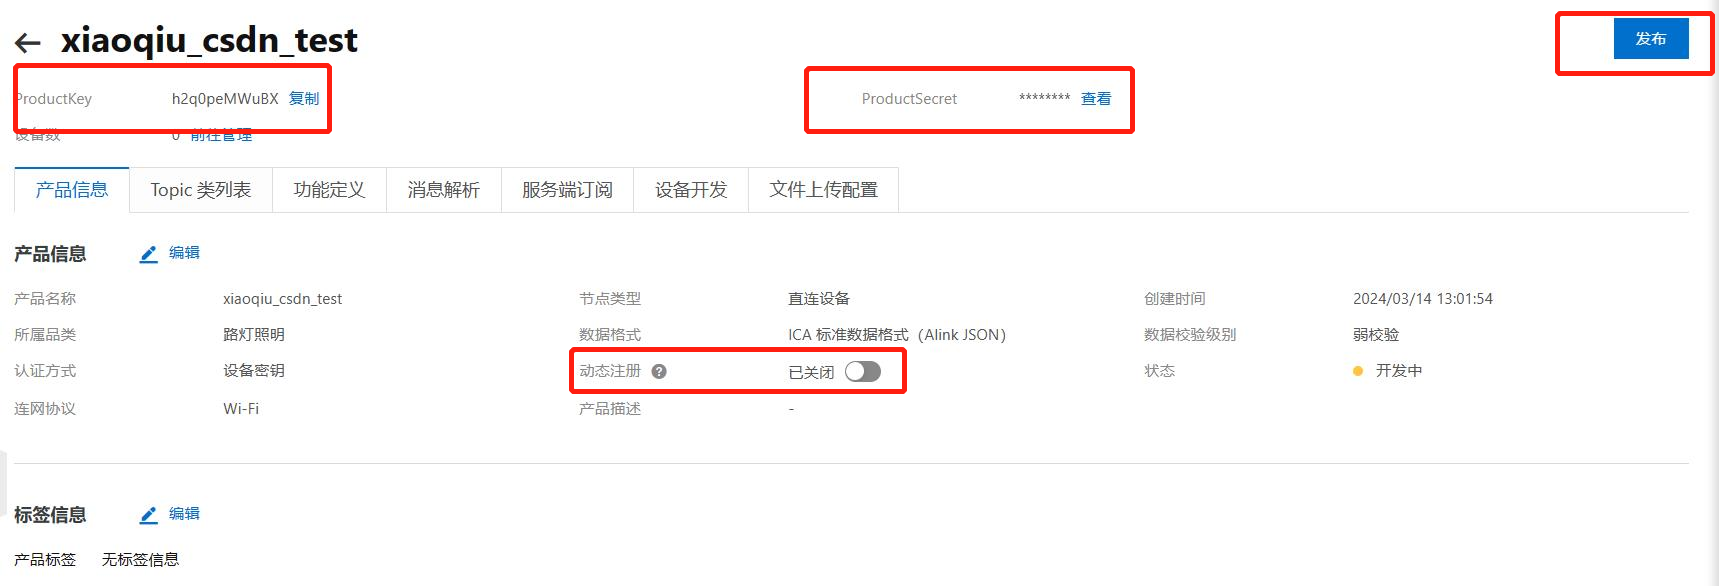 xiaoqiu_csdn_test
发布
ProductKey h2q0peMWuBX 复制 ProductSecret ******** 查看
设备数 0 前往管理
产品信息 Topic 类列表 功能定义 消息解析 服务端订阅 设备开发 文件上传配置
产品信息 编辑
产品名称 xiaoqiu_csdn_test 节点类型 直连设备 创建时间 2024/03/14 13:01:54
所属品类 路灯照明 数据格式 ICA 标准数据格式（Alink JSON） 数据校验级别 弱校验
认证方式 设备密钥 动态注册 ? 已关闭 状态 开发中
连网协议 Wi-Fi 产品描述 -
标签信息 编辑
产品标签 无标签信息